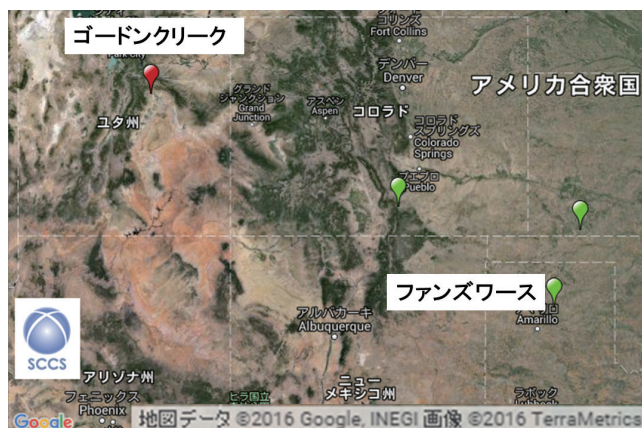 ゴードンクリーク
Park City
コリンズ
Fort Collins
デンバー
Denver
アメリカ合衆国
グランド
ジャンクション
Grand
Junction
アスペン
Aspen
コロラド
ユタ州
コロラド
スプリングズ
Colorado
Springs
プエブロ
Pueblo
ファンズワース
Amarillo
アルバカーキ
Albuquerque
SCCS
アリゾナ州
ニュー
メキシコ州
フェニックス
Phoenix
ヒラ国立
ラボック
Google
地図データ ©2016 Google, INEGI 画像 ©2016 TerraMetrics